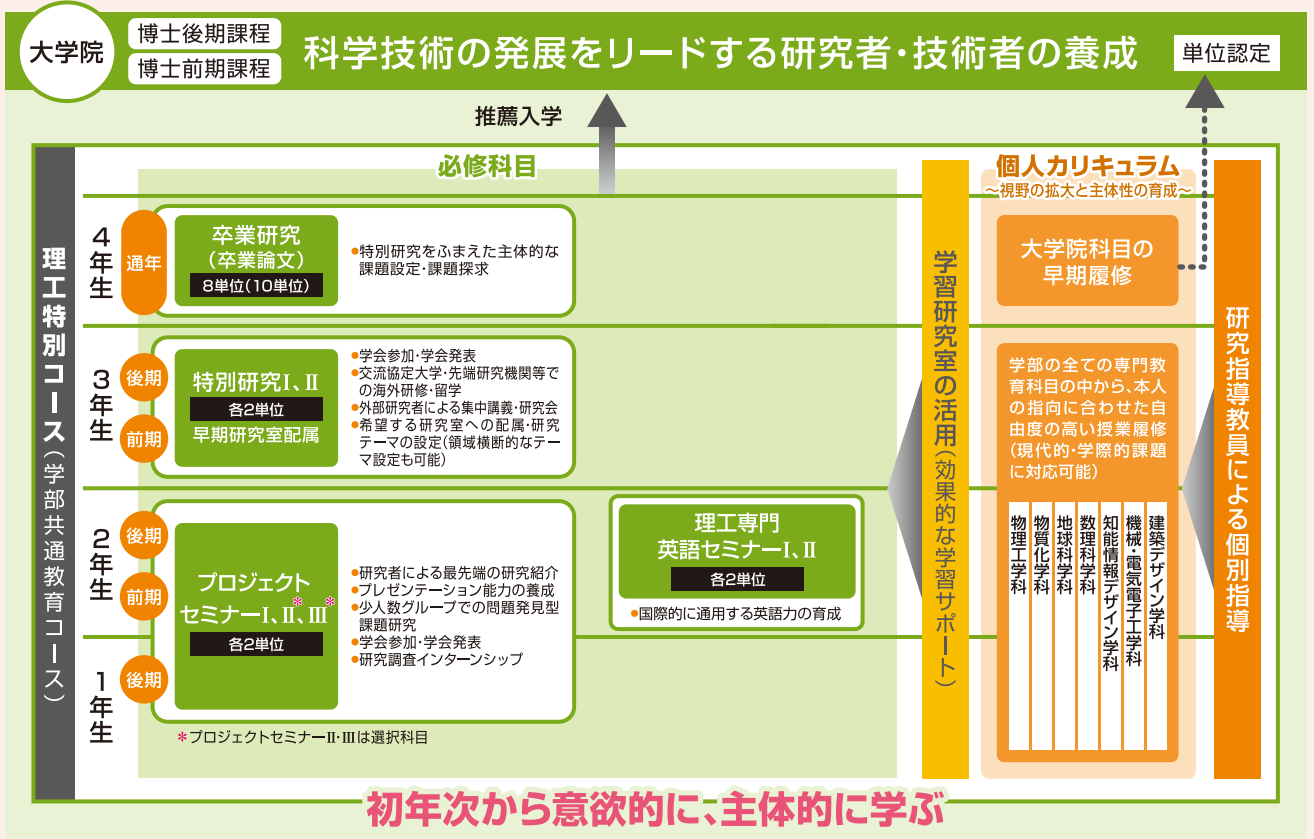 大学院
博士後期課程
博士前期課程
科学技術の発展をリードする研究者・技術者の養成
単位認定
推薦入学
理工特別コース(学部共通教育コース)
必修科目
4年生
通年
卒業研究
(卒業論文)
8単位(10単位)
●特別研究をふまえた主体的な
課題設定・課題探求
3年生
後期
前期
特別研究Ⅰ、Ⅱ
各2単位
早期研究室配属
●学会参加・学会発表
●交流協定大学・先端研究機関等で
の海外研修・留学
●外部研究者による集中講義・研究会
●希望する研究室への配属・研究
テーマの設定(領域横断的なテー
マ設定も可能)
2年生
後期
前期
1年生
後期
プロジェクト
セミナーⅠ、Ⅱ*、Ⅲ*
各2単位
●研究者による最先端の研究紹介
●プレゼンテーション能力の養成
●少人数グループでの問題発見型
課題研究
●学会参加・学会発表
●研究調査インターンシップ
*プロジェクトセミナーⅡ・Ⅲは選択科目
理工専門
英語セミナーⅠ、Ⅱ
各2単位
●国際的に通用する英語力の育成
学習研究室の活用(効果的な学習サポート)
個人カリキュラム
~視野の拡大と主体性の育成~
大学院科目の
早期履修
学部の全ての専門教
育科目の中から、本人
の指向に合わせた自
由度の高い授業履修
(現代的・学際的課題
に対応可能)
物理工学科
物質化学科
地球科学科
数理科学科
知能情報デザイン学科
機械・電気電子工学科
建築デザイン学科
研究指導教員による個別指導
初年次から意欲的に、主体的に学ぶ